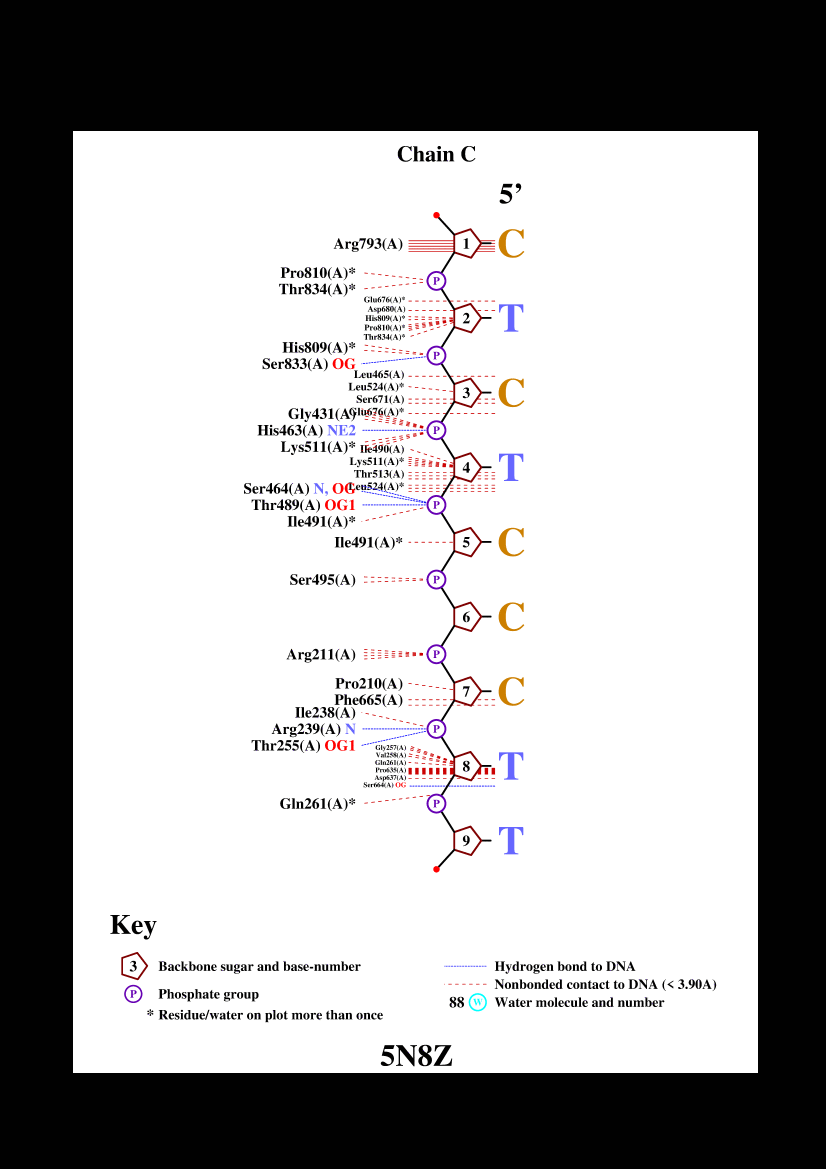 Chain C
5’
Arg793(A) 1 C
Pro810(A)*
P
Thr834(A)*
Glu676(A)*
Asp680(A)
His809(A)* 2 T
Pro810(A)*
Thr834(A)*
His809(A)*
P
Ser833(A) OG
Leu465(A)
Leu524(A)* 3 C
Ser671(A)
Glu676(A)*
Gly431(A)
His463(A) NE2 P
Lys511(A)*
Ile490(A)
Lys511(A)* 4 T
Thr513(A)
Leu524(A)*
Ser464(A) N, OG
Thr489(A) OG1 P
Ile491(A)*
Ile491(A)* 5 C
Ser495(A) P
6 C
Arg211(A) P
Pro210(A) 7 C
Phe665(A)
Ile238(A)
Arg239(A) N P
Thr255(A) OG1
Gly257(A)
Val258(A)
Gln261(A) 8 T
Pro635(A)
Asp637(A)
Ser664(A) OG
Gln261(A)* P
9 T
Key
3 Backbone sugar and base-number
P Phosphate group
* Residue/water on plot more than once
Hydrogen bond to DNA
Nonbonded contact to DNA (< 3.90A)
88 W Water molecule and number
5N8Z